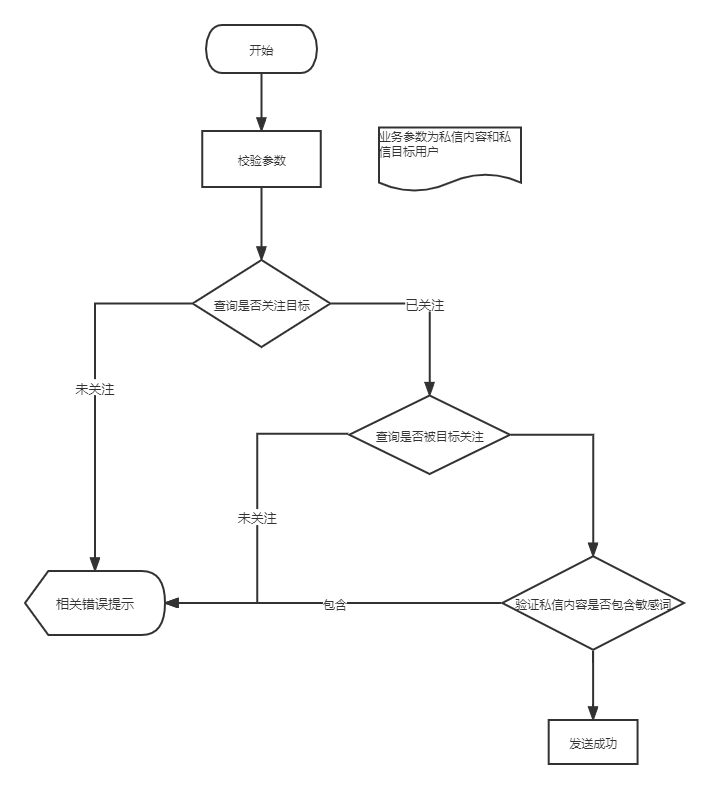 开始
校验参数
业务参数为私信内容和私
信目标用户
查询是否关注目标
已关注
未关注
查询是否被目标关注
未关注
相关错误提示
包含
验证私信内容是否包含敏感词
发送成功